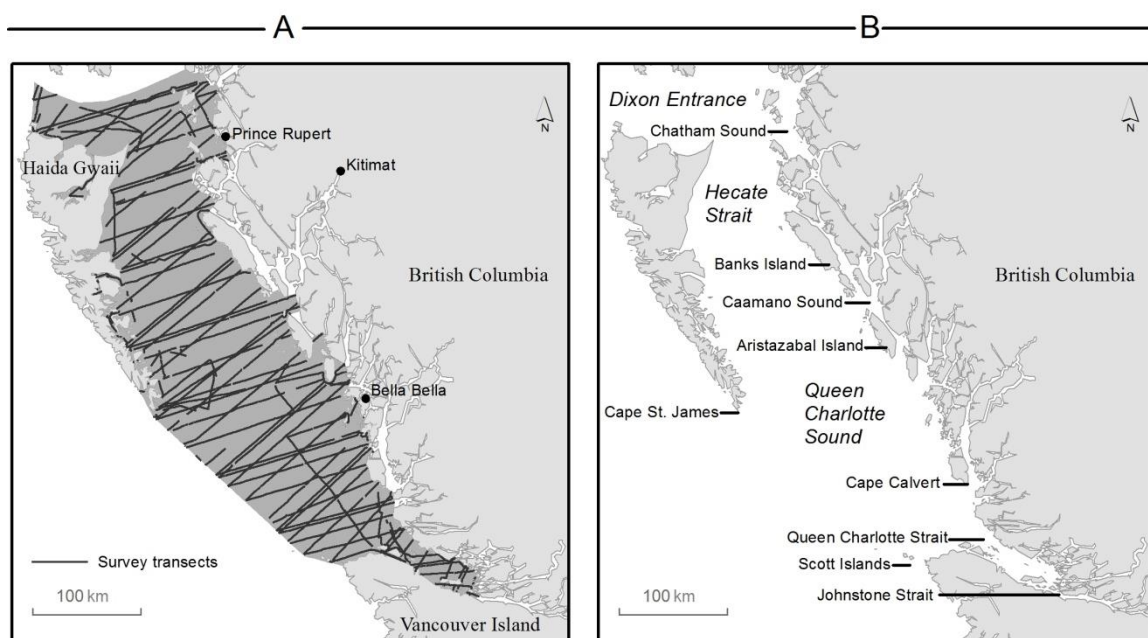 A
B
Prince Rupert
Haida Gwaii
Kitimat
British Columbia
Bella Bella
Survey transects
100 km
Vancouver Island
N
Dixon Entrance
Chatham Sound
N
Hecate
Strait
Banks Island
British Columbia
Caamano Sound
Aristazabal Island
Queen
Charlotte
Sound
Cape St. James
Cape Calvert
Queen Charlotte Strait
Scott Islands
Johnstone Strait
100 km